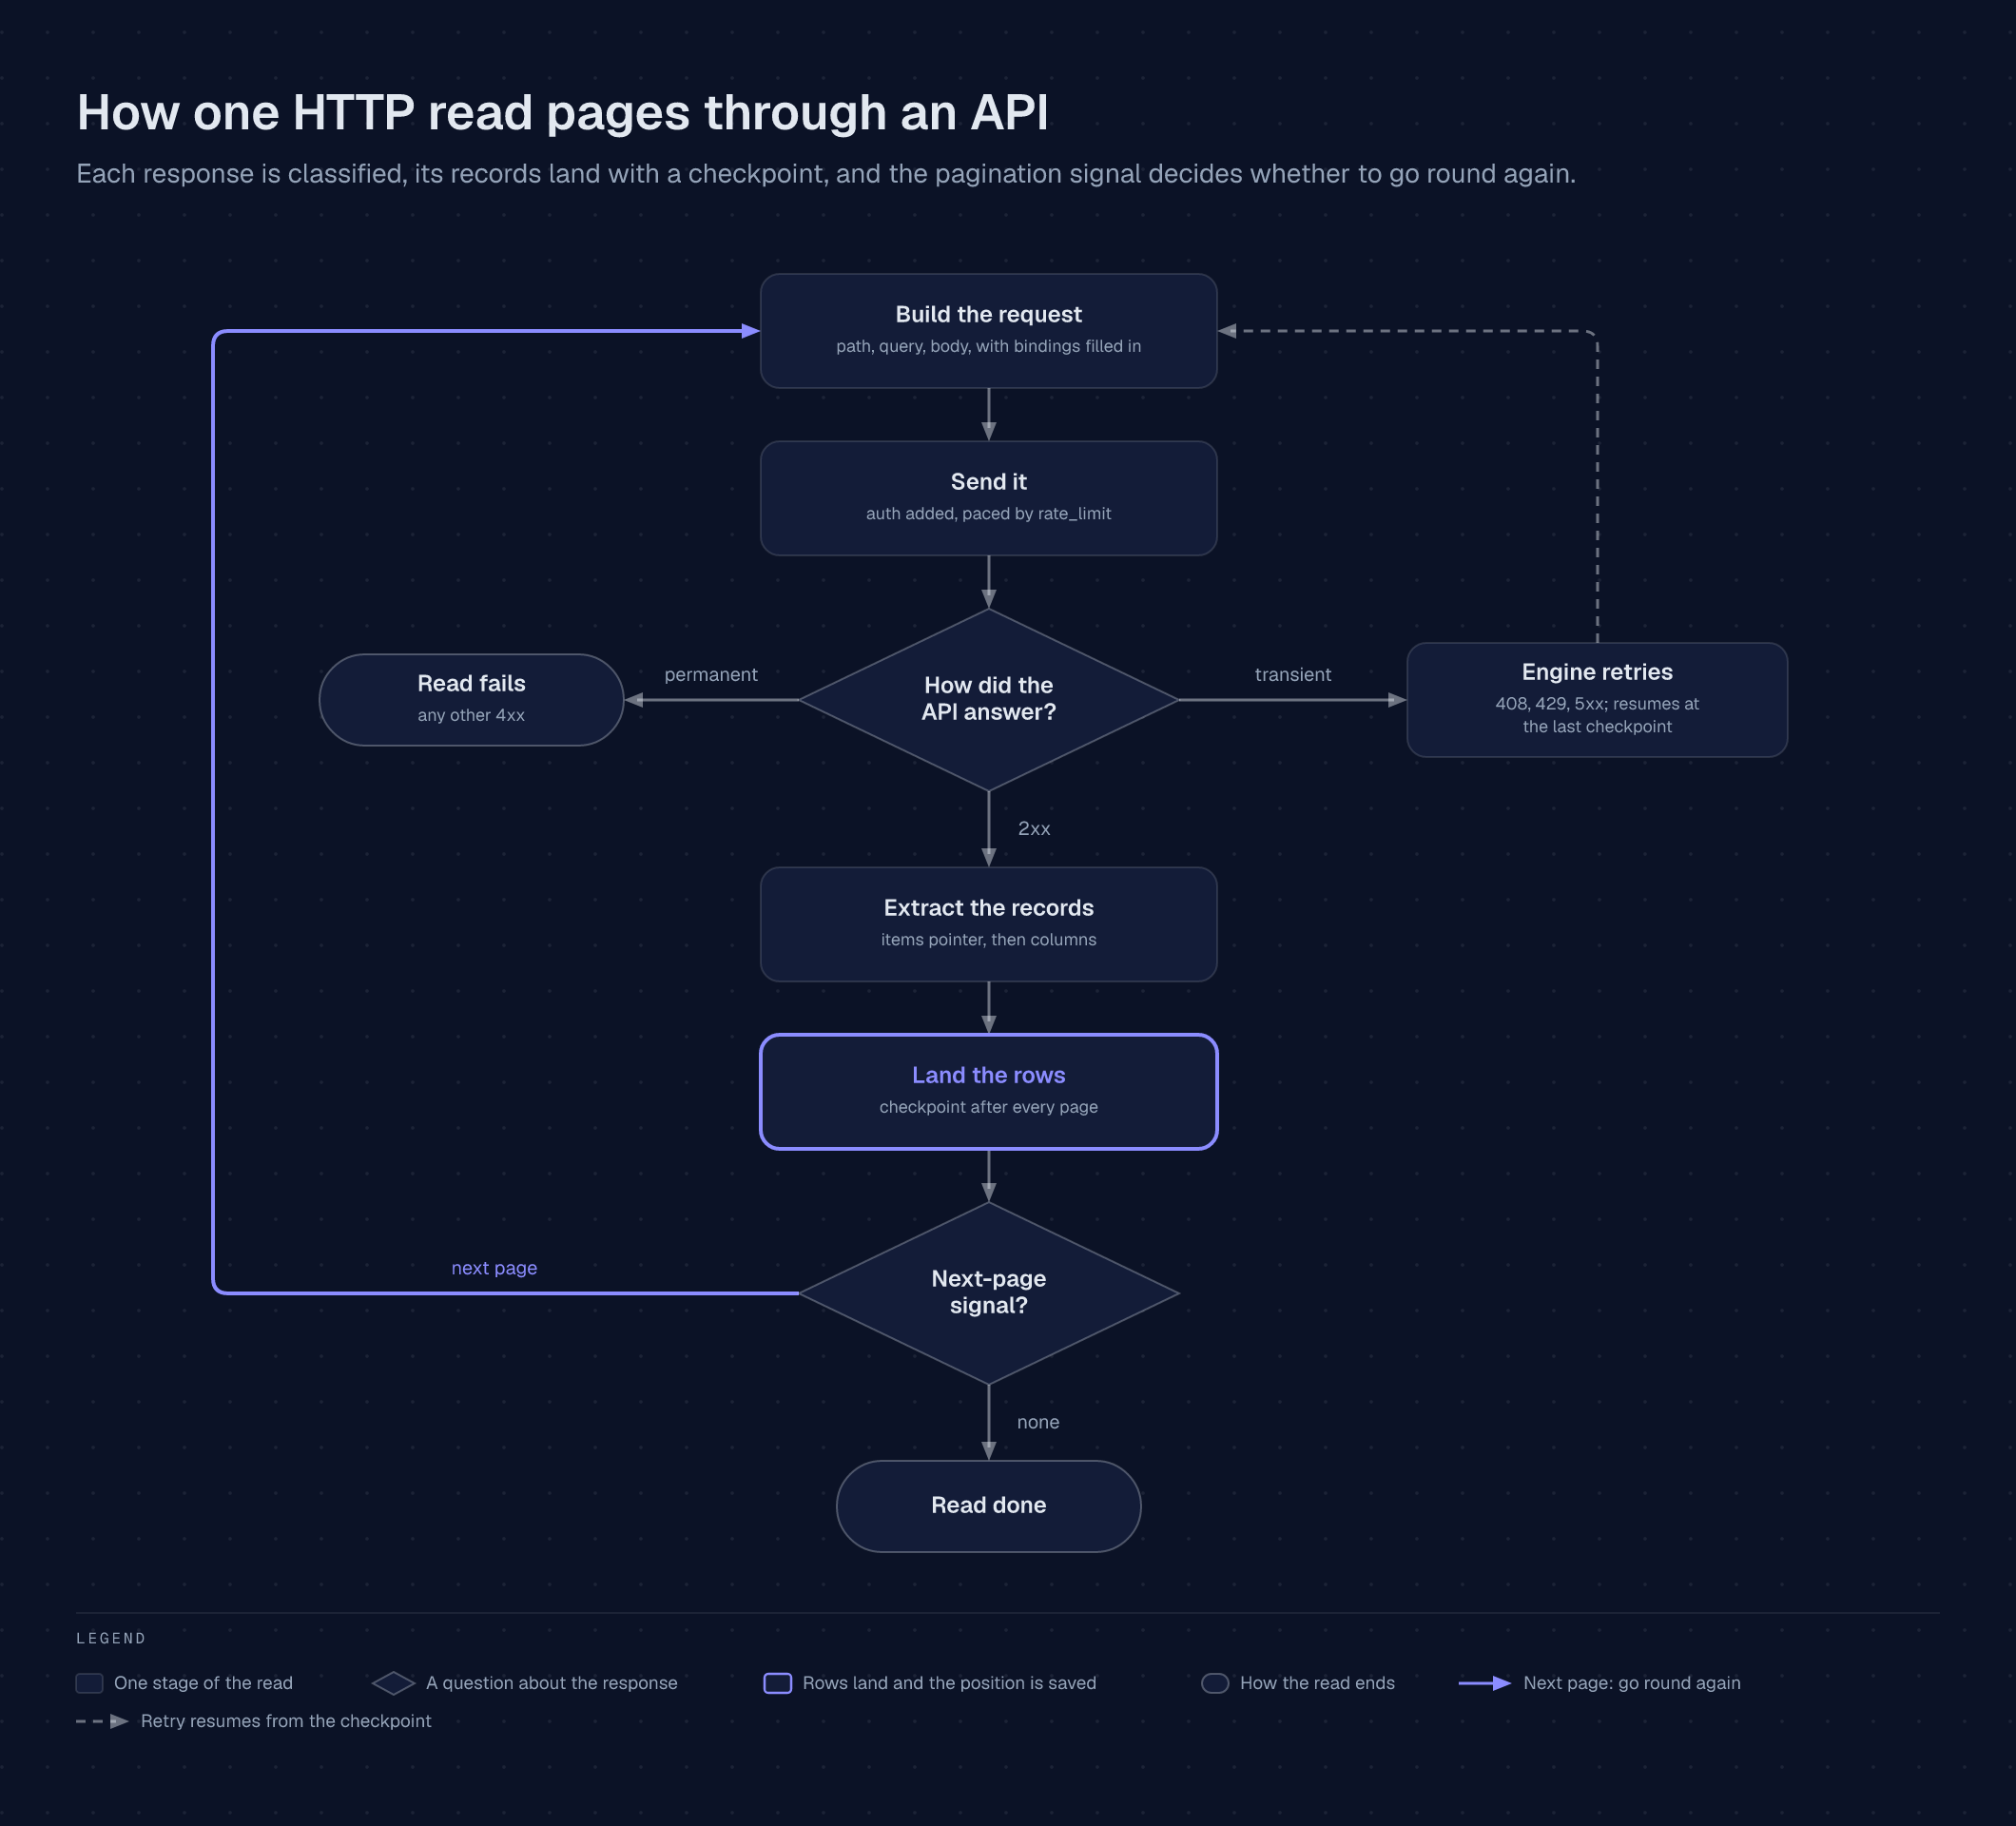 How one HTTP read pages through an API
Each response is classified, its records land with a checkpoint, and the pagination signal decides whether to go round again.
Build the request
path, query, body, with bindings filled in
Send it
auth added, paced by rate_limit
Read fails
any other 4xx
permanent
How did the
API answer?
transient
Engine retries
408, 429, 5xx; resumes at
the last checkpoint
2xx
Extract the records
items pointer, then columns
Land the rows
checkpoint after every page
next page
Next-page
signal?
none
Read done
LEGEND
One stage of the read
A question about the response
Rows land and the position is saved
How the read ends
Next page: go round again
Retry resumes from the checkpoint